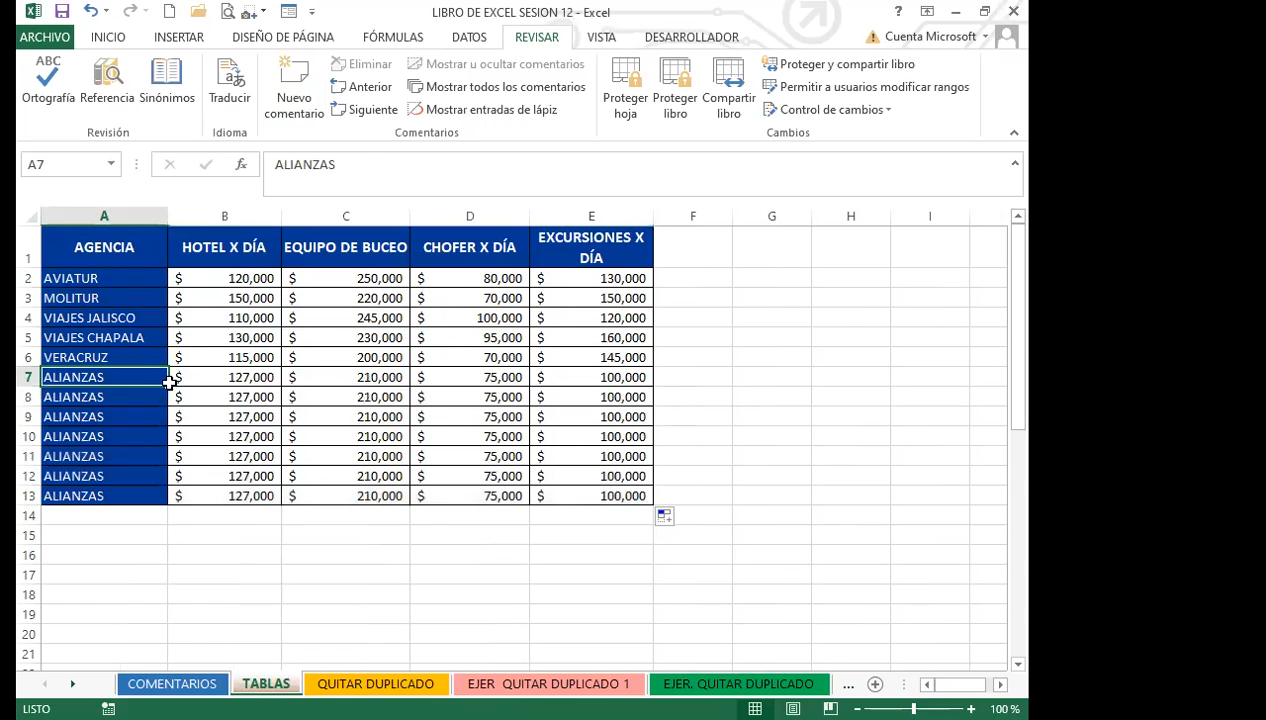 LIBRO DE EXCEL SESION 12 - Excel
ARCHIVO INICIO INSERTAR DISEÑO DE PÁGINA FÓRMULAS DATOS REVISAR VISTA DESARROLLADOR Cuenta Microsoft
ABC Eliminar Mostrar u ocultar comentarios Proteger y compartir libro
Anterior Mostrar todos los comentarios Permitir a usuarios modificar rangos
Ortografía Referencia Sinónimos Traducir Nuevo comentario Siguiente Mostrar entradas de lápiz Proteger hoja Proteger libro Compartir libro Control de cambios
Revisión Idioma Comentarios Cambios
A7 fx ALIANZAS
A B C D E F G H I
1 AGENCIA HOTEL X DÍA EQUIPO DE BUCEO CHOFER X DÍA EXCURSIONES X DÍA
2 AVIATUR $ 120,000 $ 250,000 $ 80,000 $ 130,000
3 MOLITUR $ 150,000 $ 220,000 $ 70,000 $ 150,000
4 VIAJES JALISCO $ 110,000 $ 245,000 $ 100,000 $ 120,000
5 VIAJES CHAPALA $ 130,000 $ 230,000 $ 95,000 $ 160,000
6 VERACRUZ $ 115,000 $ 200,000 $ 70,000 $ 145,000
7 ALIANZAS $ 127,000 $ 210,000 $ 75,000 $ 100,000
8 ALIANZAS $ 127,000 $ 210,000 $ 75,000 $ 100,000
9 ALIANZAS $ 127,000 $ 210,000 $ 75,000 $ 100,000
10 ALIANZAS $ 127,000 $ 210,000 $ 75,000 $ 100,000
11 ALIANZAS $ 127,000 $ 210,000 $ 75,000 $ 100,000
12 ALIANZAS $ 127,000 $ 210,000 $ 75,000 $ 100,000
13 ALIANZAS $ 127,000 $ 210,000 $ 75,000 $ 100,000
14
15
16
17
18
19
20
21
COMENTARIOS TABLAS QUITAR DUPLICADO EJER QUITAR DUPLICADO 1 EJER. QUITAR DUPLICADO ...
LISTO 100 %